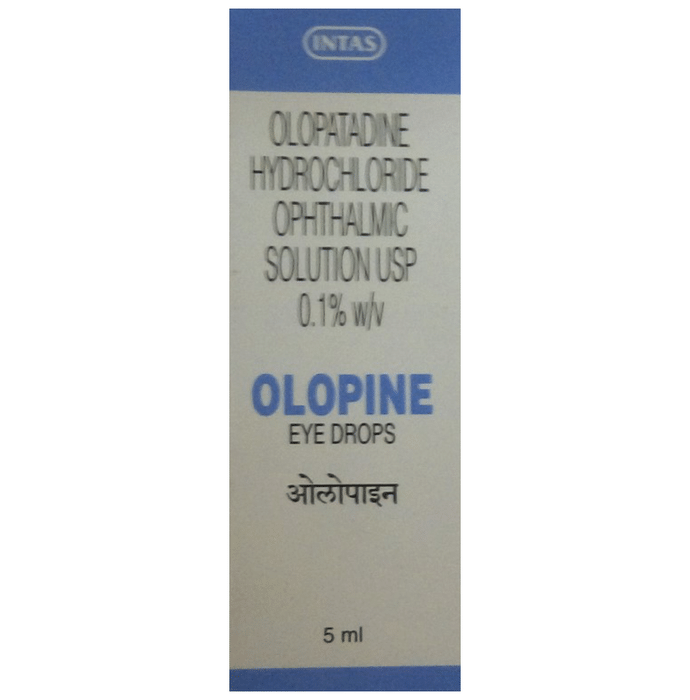 INTAS
OLOPATADINE
HYDROCHLORIDE
OPHTHALMIC
SOLUTION USP
0.1% w/v
OLOPINE
EYE DROPS
ओलोपाइन
5 ml